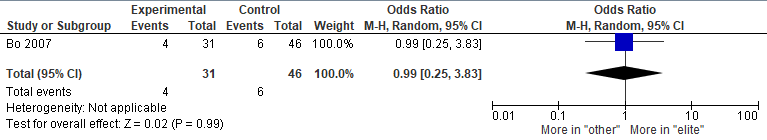 Experimental Control Odds Ratio Odds Ratio
Study or Subgroup Events Total Events Total Weight M-H, Random, 95% CI M-H, Random, 95% CI
Bo 2007 4 31 6 46 100.0% 0.99 [0.25, 3.83]
Total (95% CI) 31 46 100.0% 0.99 [0.25, 3.83]
Total events 4 6
Heterogeneity: Not applicable
Test for overall effect: Z = 0.02 (P = 0.99)
0.01 0.1 1 10 100
More in "other" More in "elite"